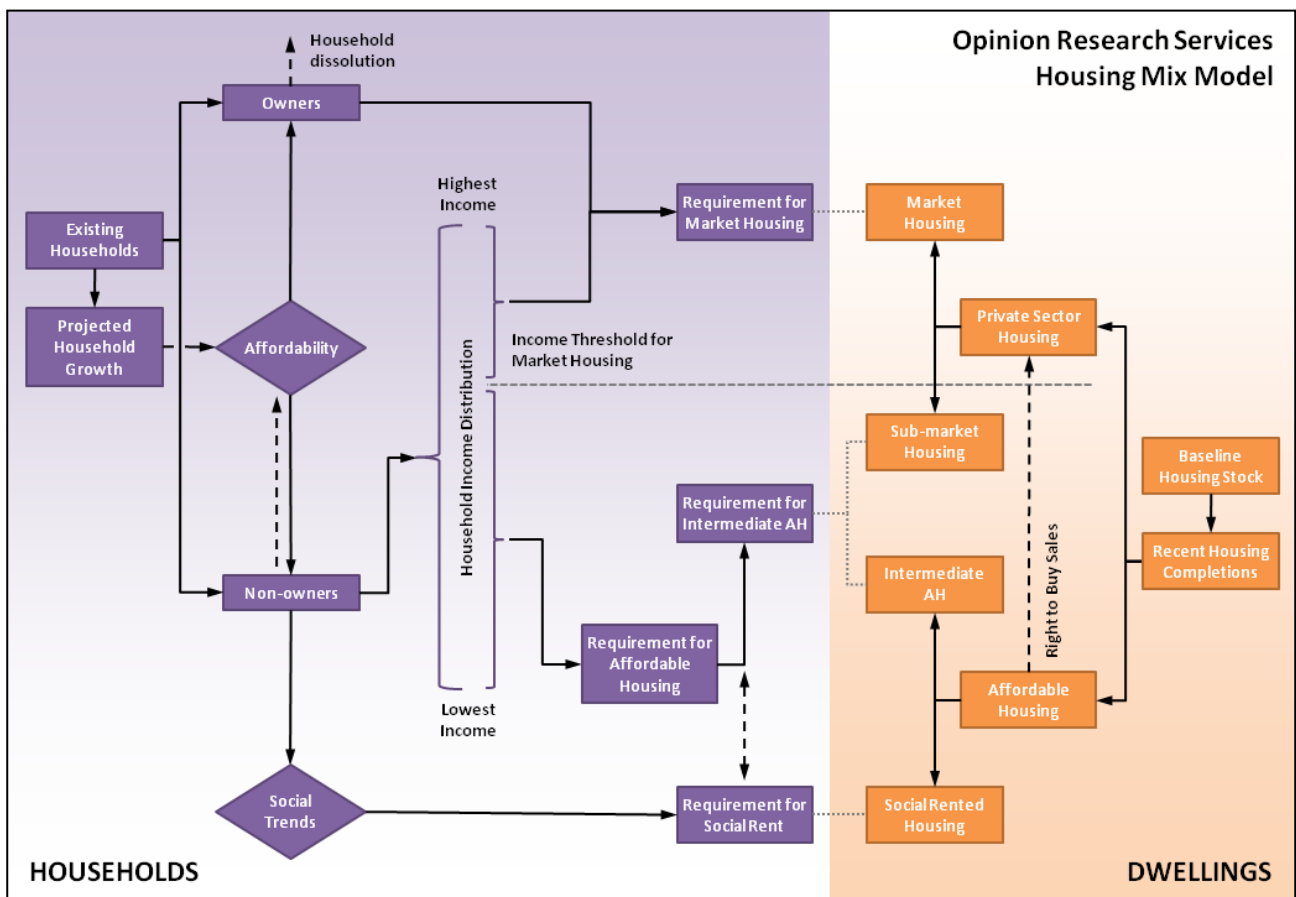 Opinion Research Services
Housing Mix Model
Household
dissolution
Owners
Highest
Income
Requirement for
Market Housing
Market
Housing
Existing
Households
Projected
Household
Growth
Affordability
Income Threshold for
Market Housing
Private Sector
Housing
Household Income Distribution
Sub-market
Housing
Baseline
Housing Stock
Requirement for
Intermediate AH
Recent Housing
Completions
Intermediate
AH
Right to Buy Sales
Non-owners
Requirement for
Affordable
Housing
Affordable
Housing
Lowest
Income
Social
Trends
Requirement for
Social Rent
Social Rented
Housing
HOUSEHOLDS
DWELLINGS